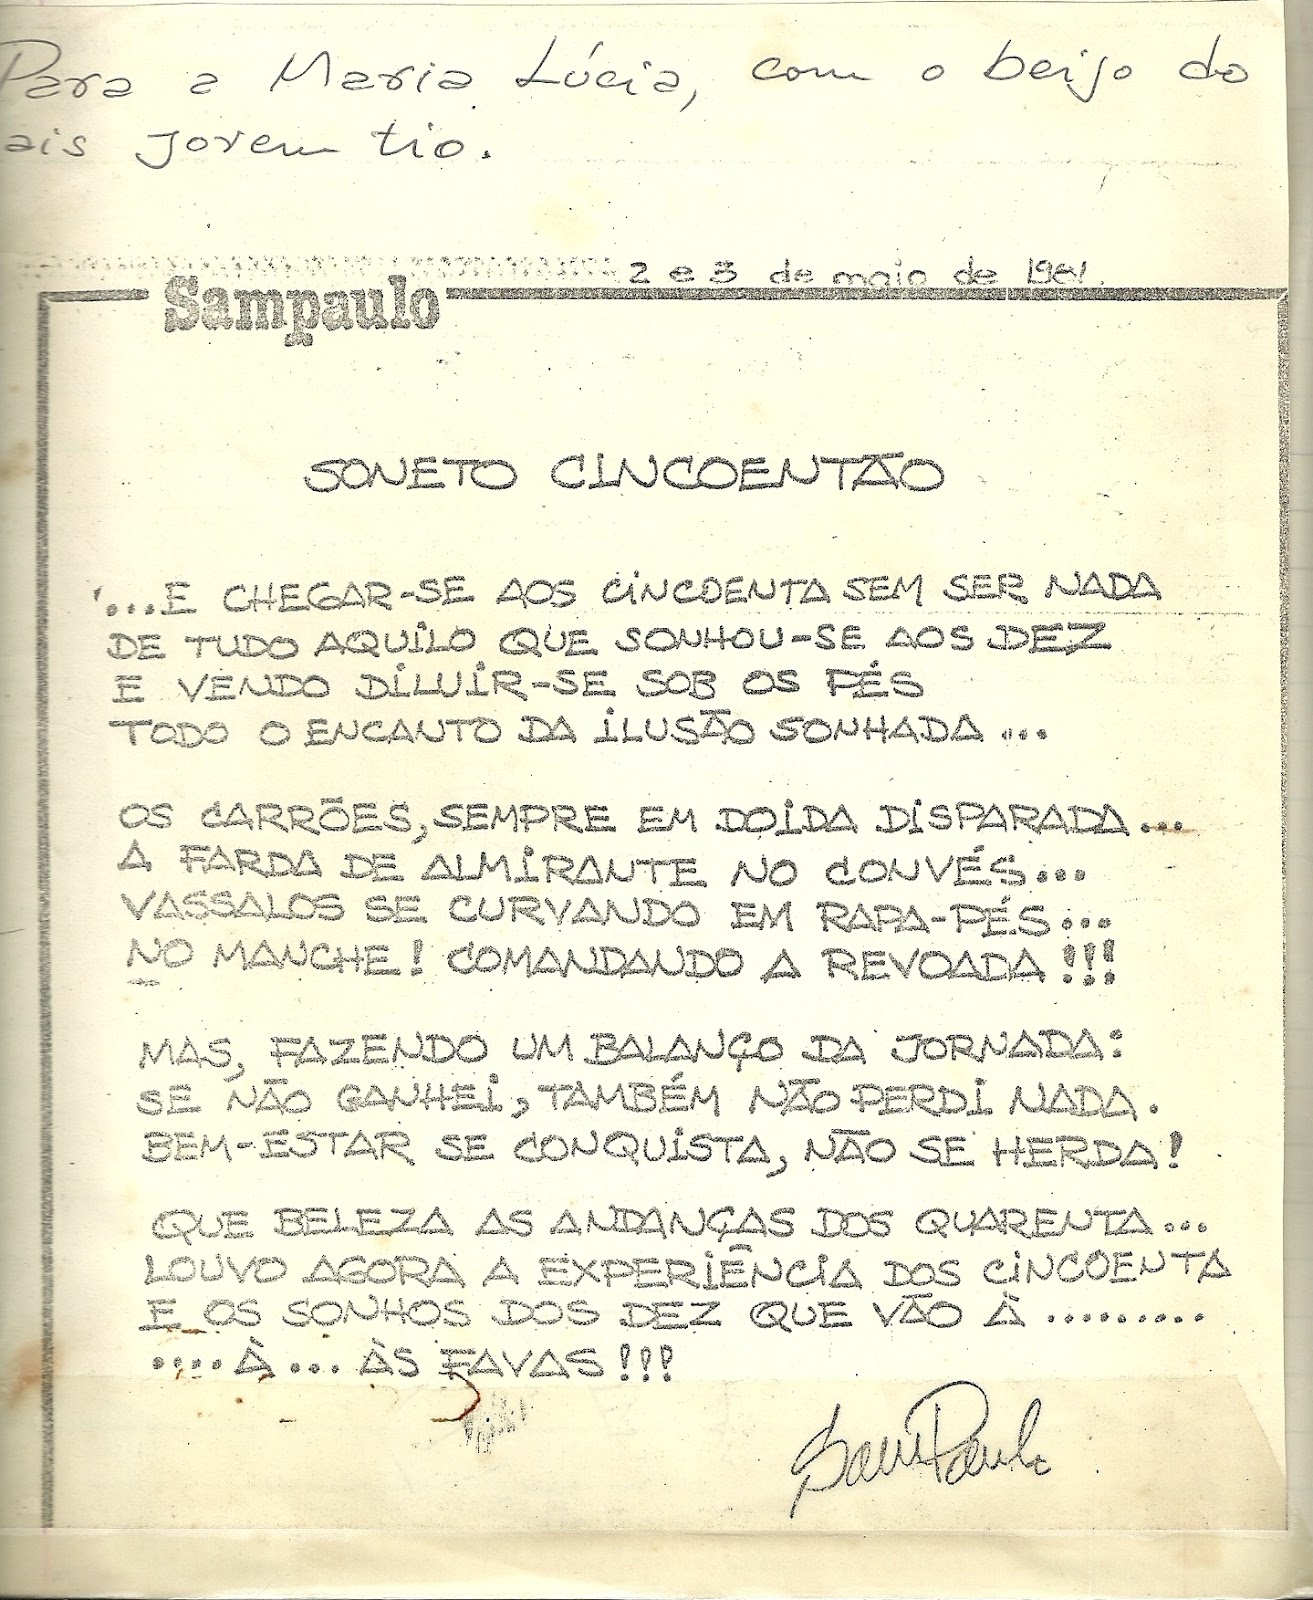 Para a Maria Lúcia, com o beijo do
ais jovem tio.
2 e 3 de maio de 1981.
Sampaulo
SONETO CINCOENTÃO
...E CHEGAR-SE AOS CINCOENTA SEM SER NADA
DE TUDO AQUILO QUE SONHOU-SE AOS DEZ
E VENDO DILUIR-SE SOB OS PÉS
TODO O ENCANTO DA ILUSÃO SONHADA...
OS CARRÕES, SEMPRE EM DOIDA DISPARADA...
A FARDA DE ALMIRANTE NO CONVÉS...
VASSALOS SE CURVANDO EM RAPA-PÉS...
NO MANCHE! COMANDANDO A REVOADA!!!
MAS, FAZENDO UM BALANÇO DA JORNADA:
SE NÃO GANHEI, TAMBÉM NÃO PERDI NADA.
BEM-ESTAR SE CONQUISTA, NÃO SE HERDA!
QUE BELEZA AS ANDANÇAS DOS QUARENTA...
LOUVO AGORA A EXPERIÊNCIA DOS CINCOENTA
E OS SONHOS DOS DEZ QUE VÃO À .........
....À... ÀS FAVAS!!!
SamPaulo